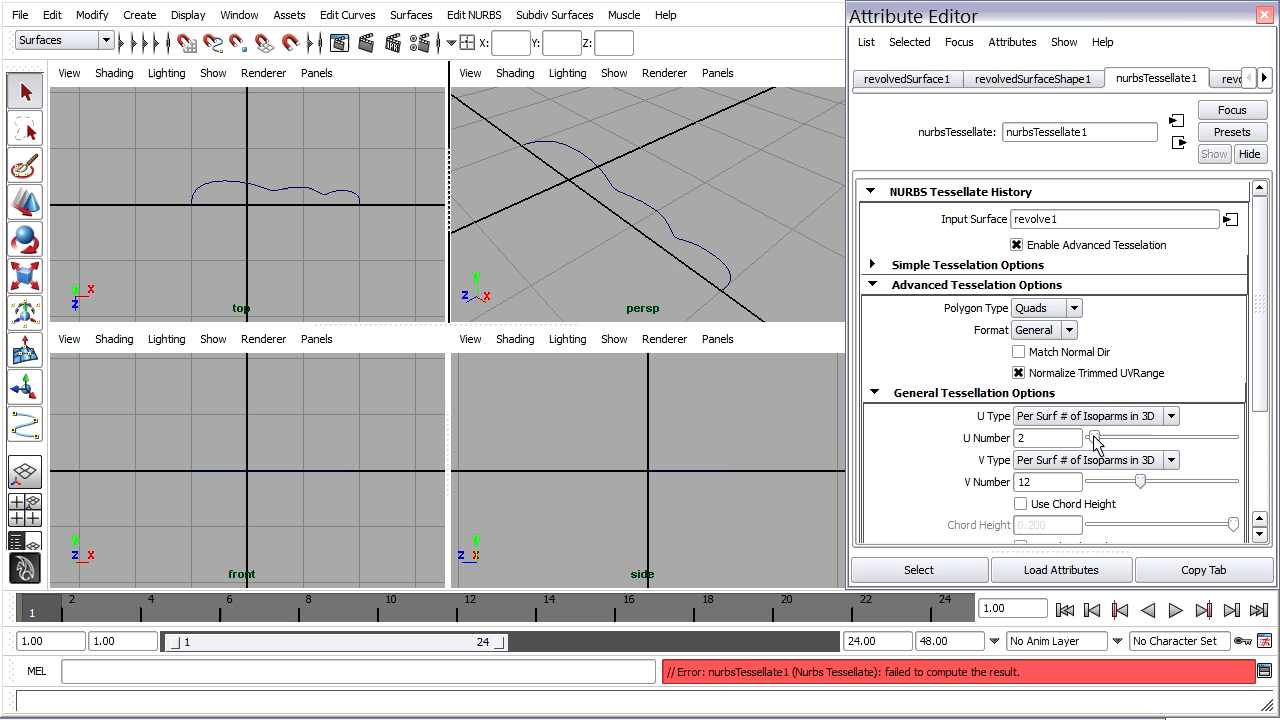 File Edit Modify Create Display Window Assets Edit Curves Surfaces Edit NURBS Subdiv Surfaces Muscle Help
Surfaces X: Y: Z:
View Shading Lighting Show Renderer Panels
View Shading Lighting Show Renderer Panels
y x
z
top
y
z x
persp
View Shading Lighting Show Renderer Panels
View Shading Lighting Show Renderer Panels
y
z x
front
y
z x
side
Attribute Editor
List Selected Focus Attributes Show Help
revolvedSurface1 revolvedSurfaceShape1 nurbsTessellate1 revo
Focus
nurbsTessellate: nurbsTessellate1 Presets
Show Hide
NURBS Tessellate History
Input Surface revolve1
Enable Advanced Tesselation
Simple Tesselation Options
Advanced Tesselation Options
Polygon Type Quads
Format General
Match Normal Dir
Normalize Trimmed UVRange
General Tessellation Options
U Type Per Surf # of Isoparms in 3D
U Number 2
V Type Per Surf # of Isoparms in 3D
V Number 12
Use Chord Height
Chord Height 0.200
Select Load Attributes Copy Tab
1 2 4 6 8 10 12 14 16 18 20 22 24 1.00
1.00 1.00 1 24 24.00 48.00 No Anim Layer No Character Set
MEL // Error: nurbsTessellate1 (Nurbs Tessellate): failed to compute the result.